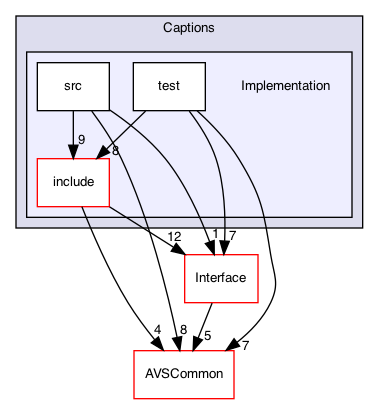 Captions
src
test
Implementation
9
8
include
12
1
7
Interface
4
8
5
7
AVSCommon